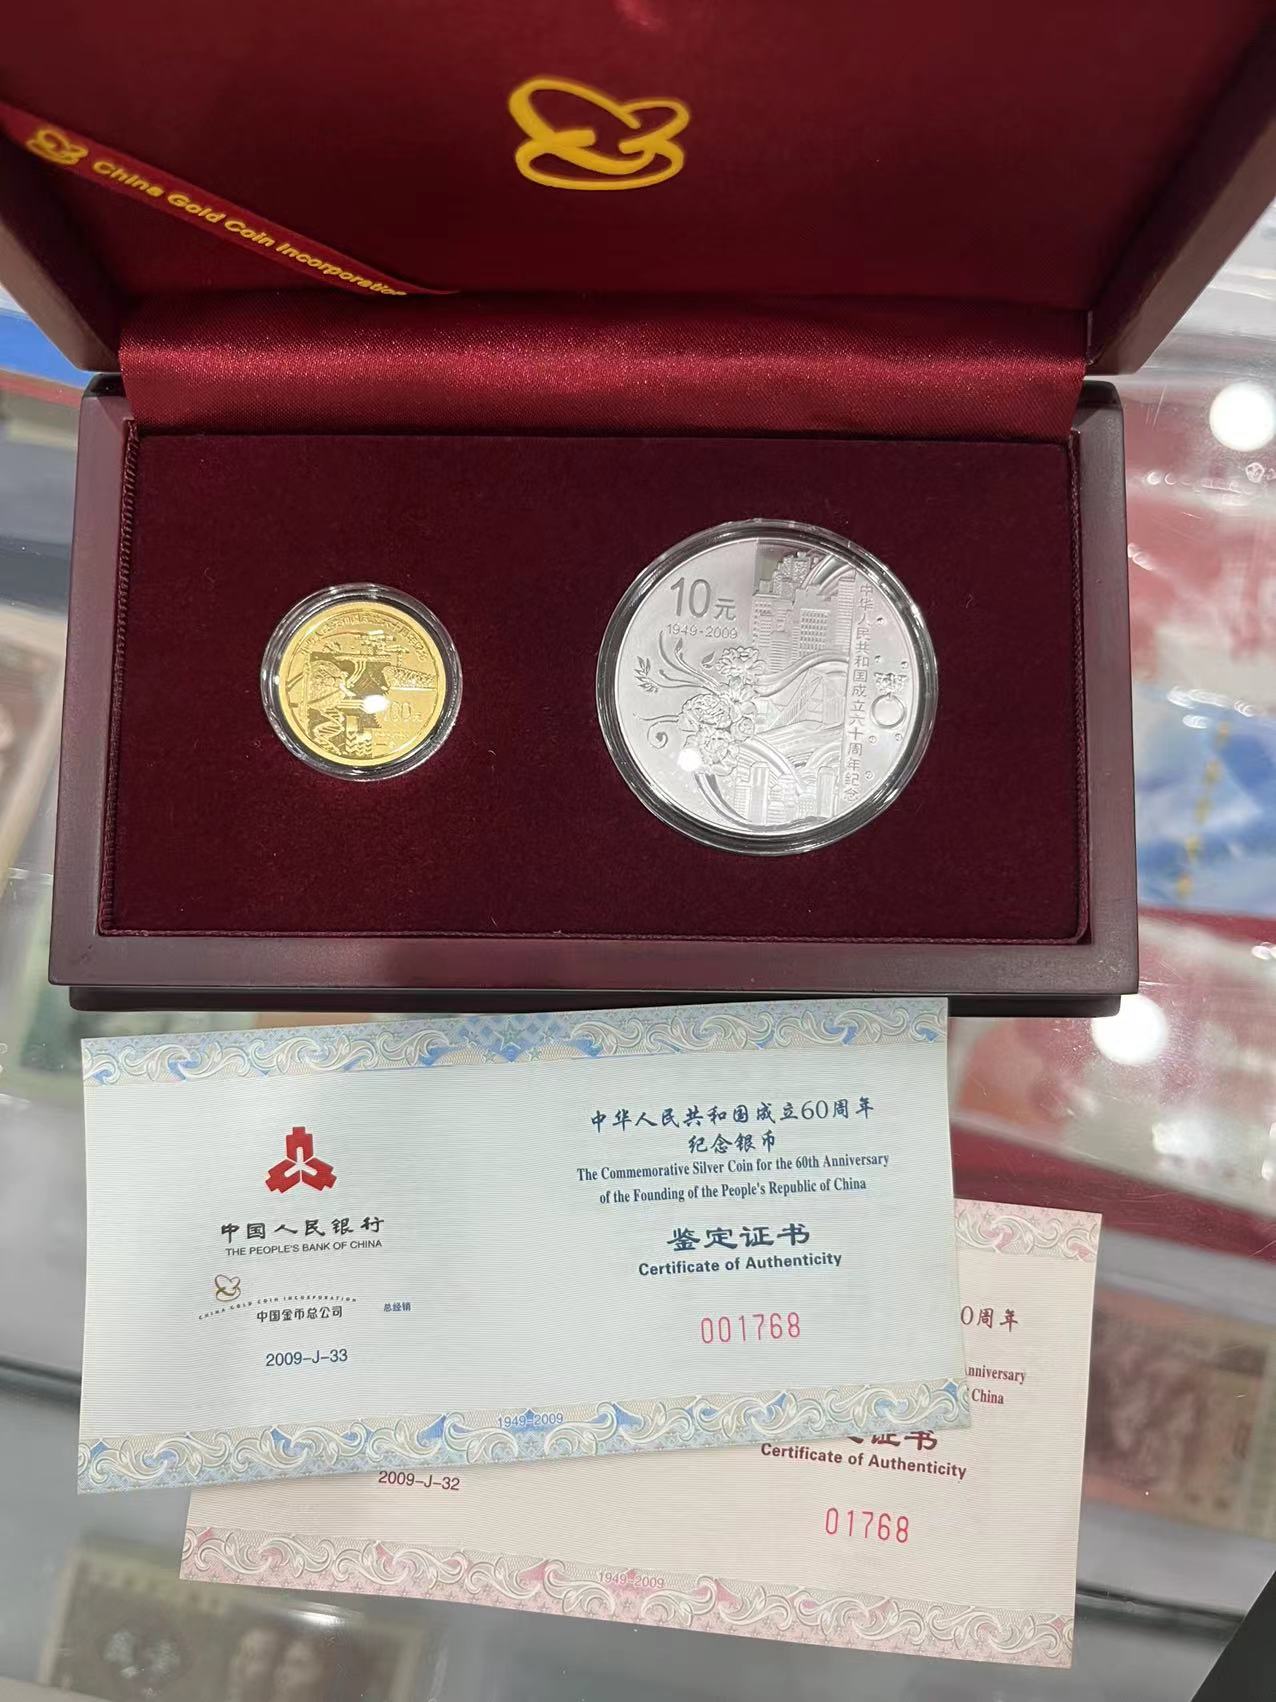 China Gold Coin Incorporation
100元
10元
1949-2009
中华人民共和国成立六十周年纪念
中华人民共和国成立60周年
纪念银币
The Commemorative Silver Coin for the 60th Anniversary
of the Founding of the People's Republic of China
中国人民银行
THE PEOPLE'S BANK OF CHINA
鉴定证书
Certificate of Authenticity
CHINA GOLD COIN INCORPORATION
中国金币总公司
总经销
001768
2009-J-33
1949-2009
0周年
nniversary
China
证书
Certificate of Authenticity
2009-J-32
01768
1949-2009